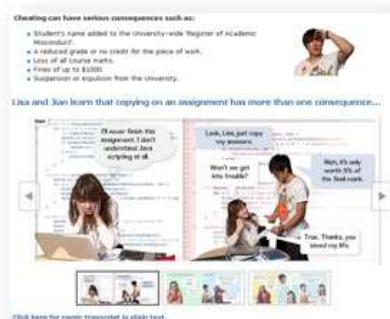 Cheating can have serious consequences such as:
Student's name added to the University-wide 'Register of Academic
Misconduct'.
A reduced grade or no credit for the piece of work.
Loss of all course marks.
Fines of up to $1000.
Suspension or expulsion from the University.
Lisa and Jian learn that copying on an assignment has more than one consequence...
I'll never finish this
assignment. I don't
understand Java
scripting at all.
Look, Lisa, just copy
my answers.
Won't we get
into trouble?
Meh, it's only
worth 5% of
the final mark.
True. Thanks, you
saved my life.
Click here for comic transcript in plain text.